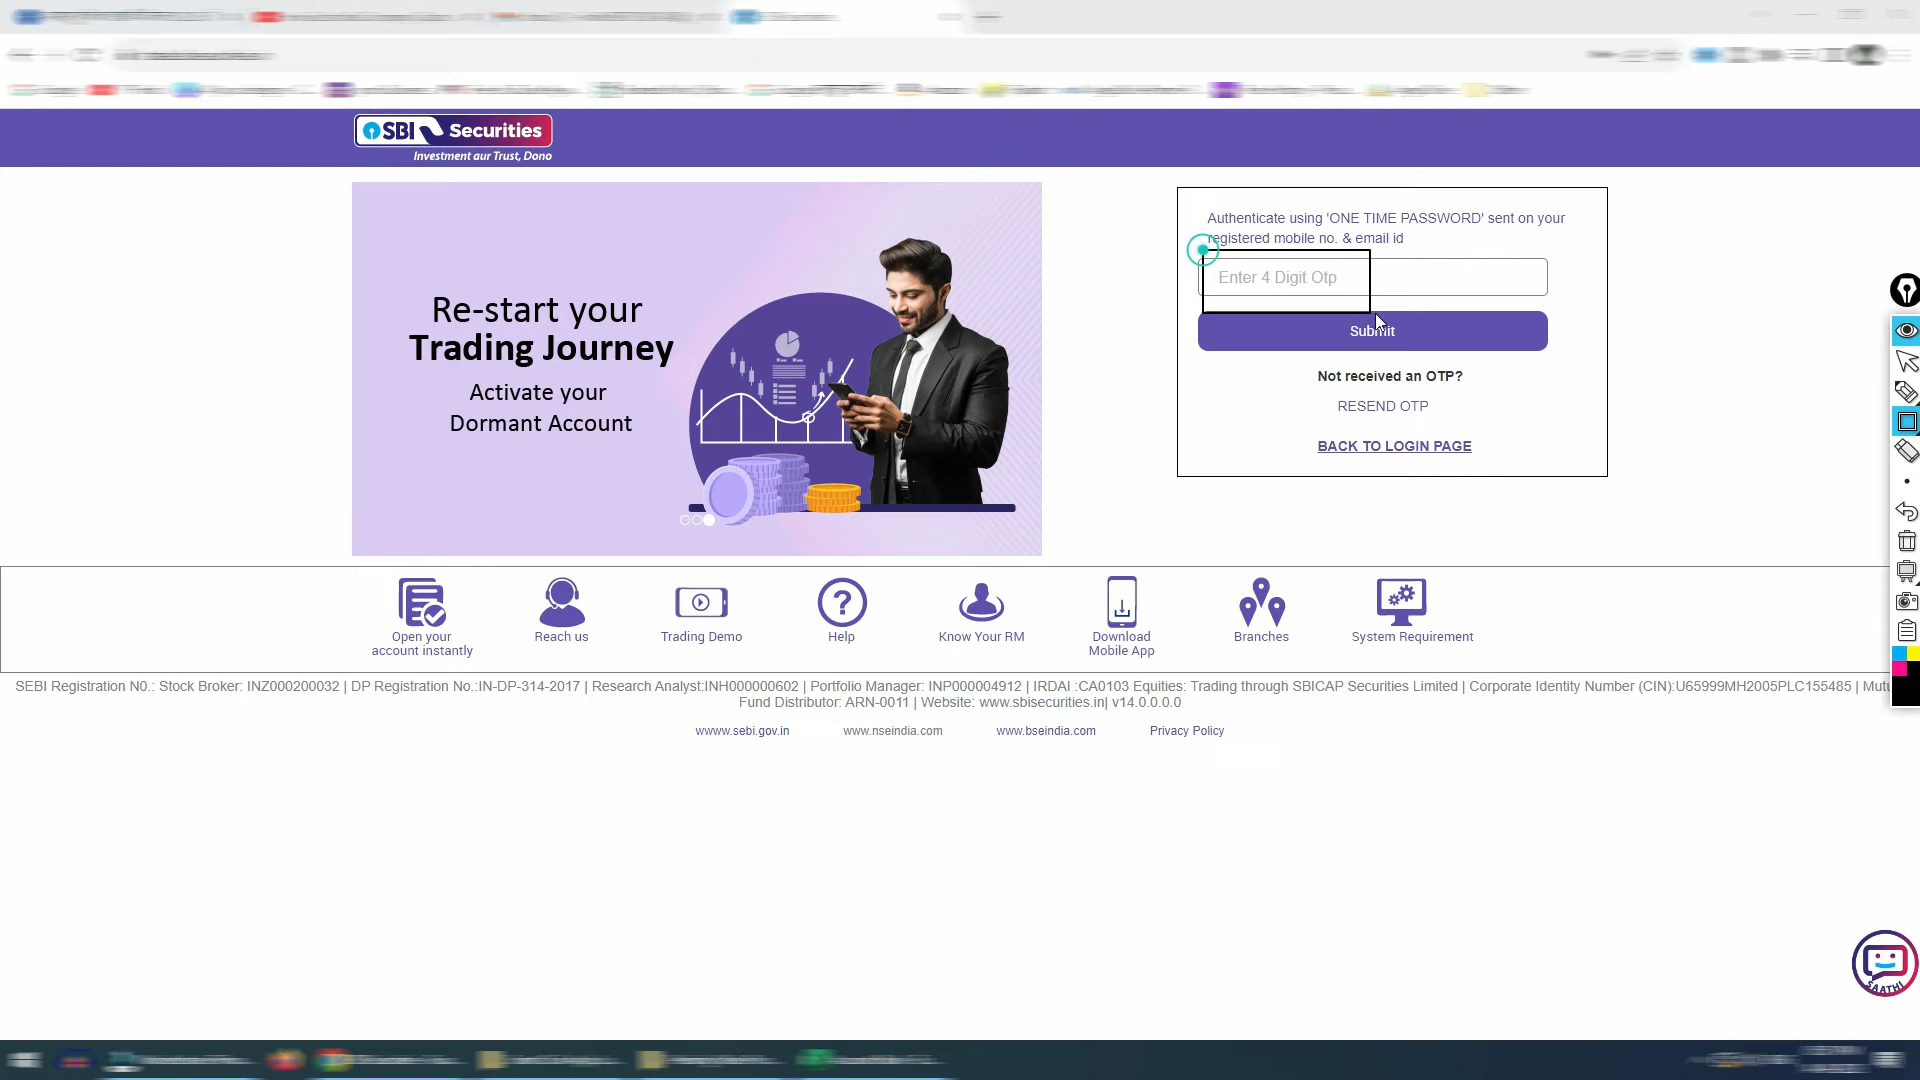 SBI Securities
Investment aur Trust, Dono
Re-start your
Trading Journey
Activate your
Dormant Account
Authenticate using 'ONE TIME PASSWORD' sent on your
registered mobile no. & email id
Enter 4 Digit Otp
Submit
Not received an OTP?
RESEND OTP
BACK TO LOGIN PAGE
Open your
account instantly
Reach us
Trading Demo
Help
Know Your RM
Download
Mobile App
Branches
System Requirement
SEBI Registration N0.: Stock Broker: INZ000200032 | DP Registration No.:IN-DP-314-2017 | Research Analyst:INH000000602 | Portfolio Manager: INP000004912 | IRDAI :CA0103 Equities: Trading through SBICAP Securities Limited | Corporate Identity Number (CIN):U65999MH2005PLC155485 |
Fund Distributor: ARN-0011 | Website: www.sbisecurities.in| v14.0.0.0.0
wwww.sebi.gov.in
www.nseindia.com
www.bseindia.com
Privacy Policy
SAATHI